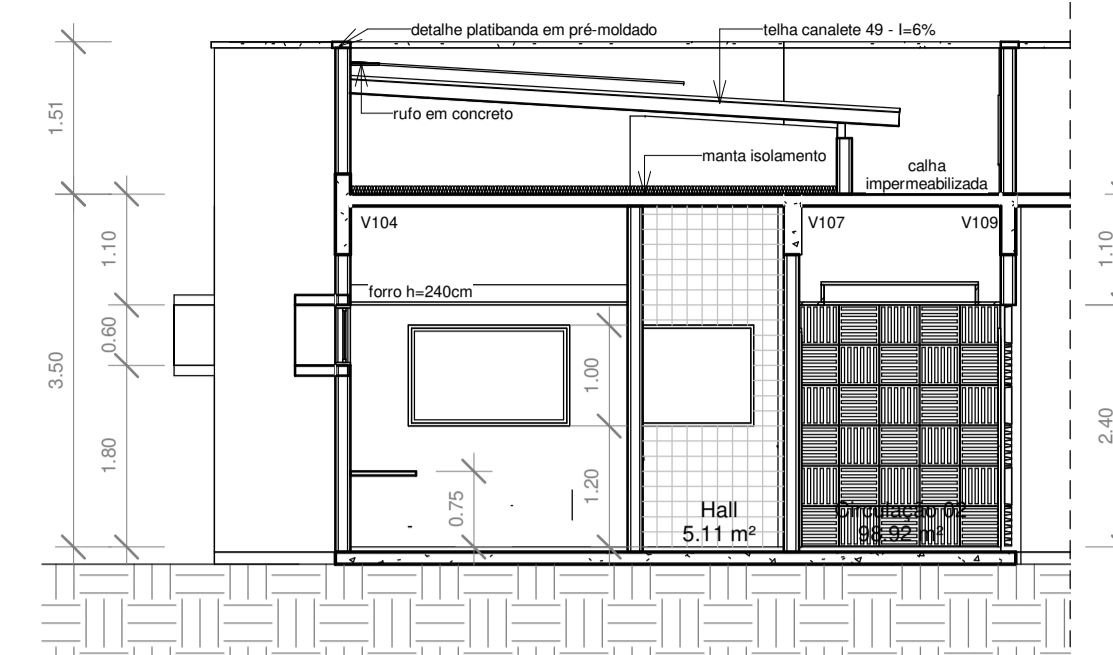 detalhe platibanda em pré-moldado
telha canalete 49 - I=6%
1.51
rufo em concreto
manta isolamento
calha
impermeabilizada
V104
V107
V109
1.10
1.10
forro h=240cm
0.60
3.50
1.00
2.40
1.80
1.20
0.75
Hall
5.11 m²
Circulação 02
98.92 m²